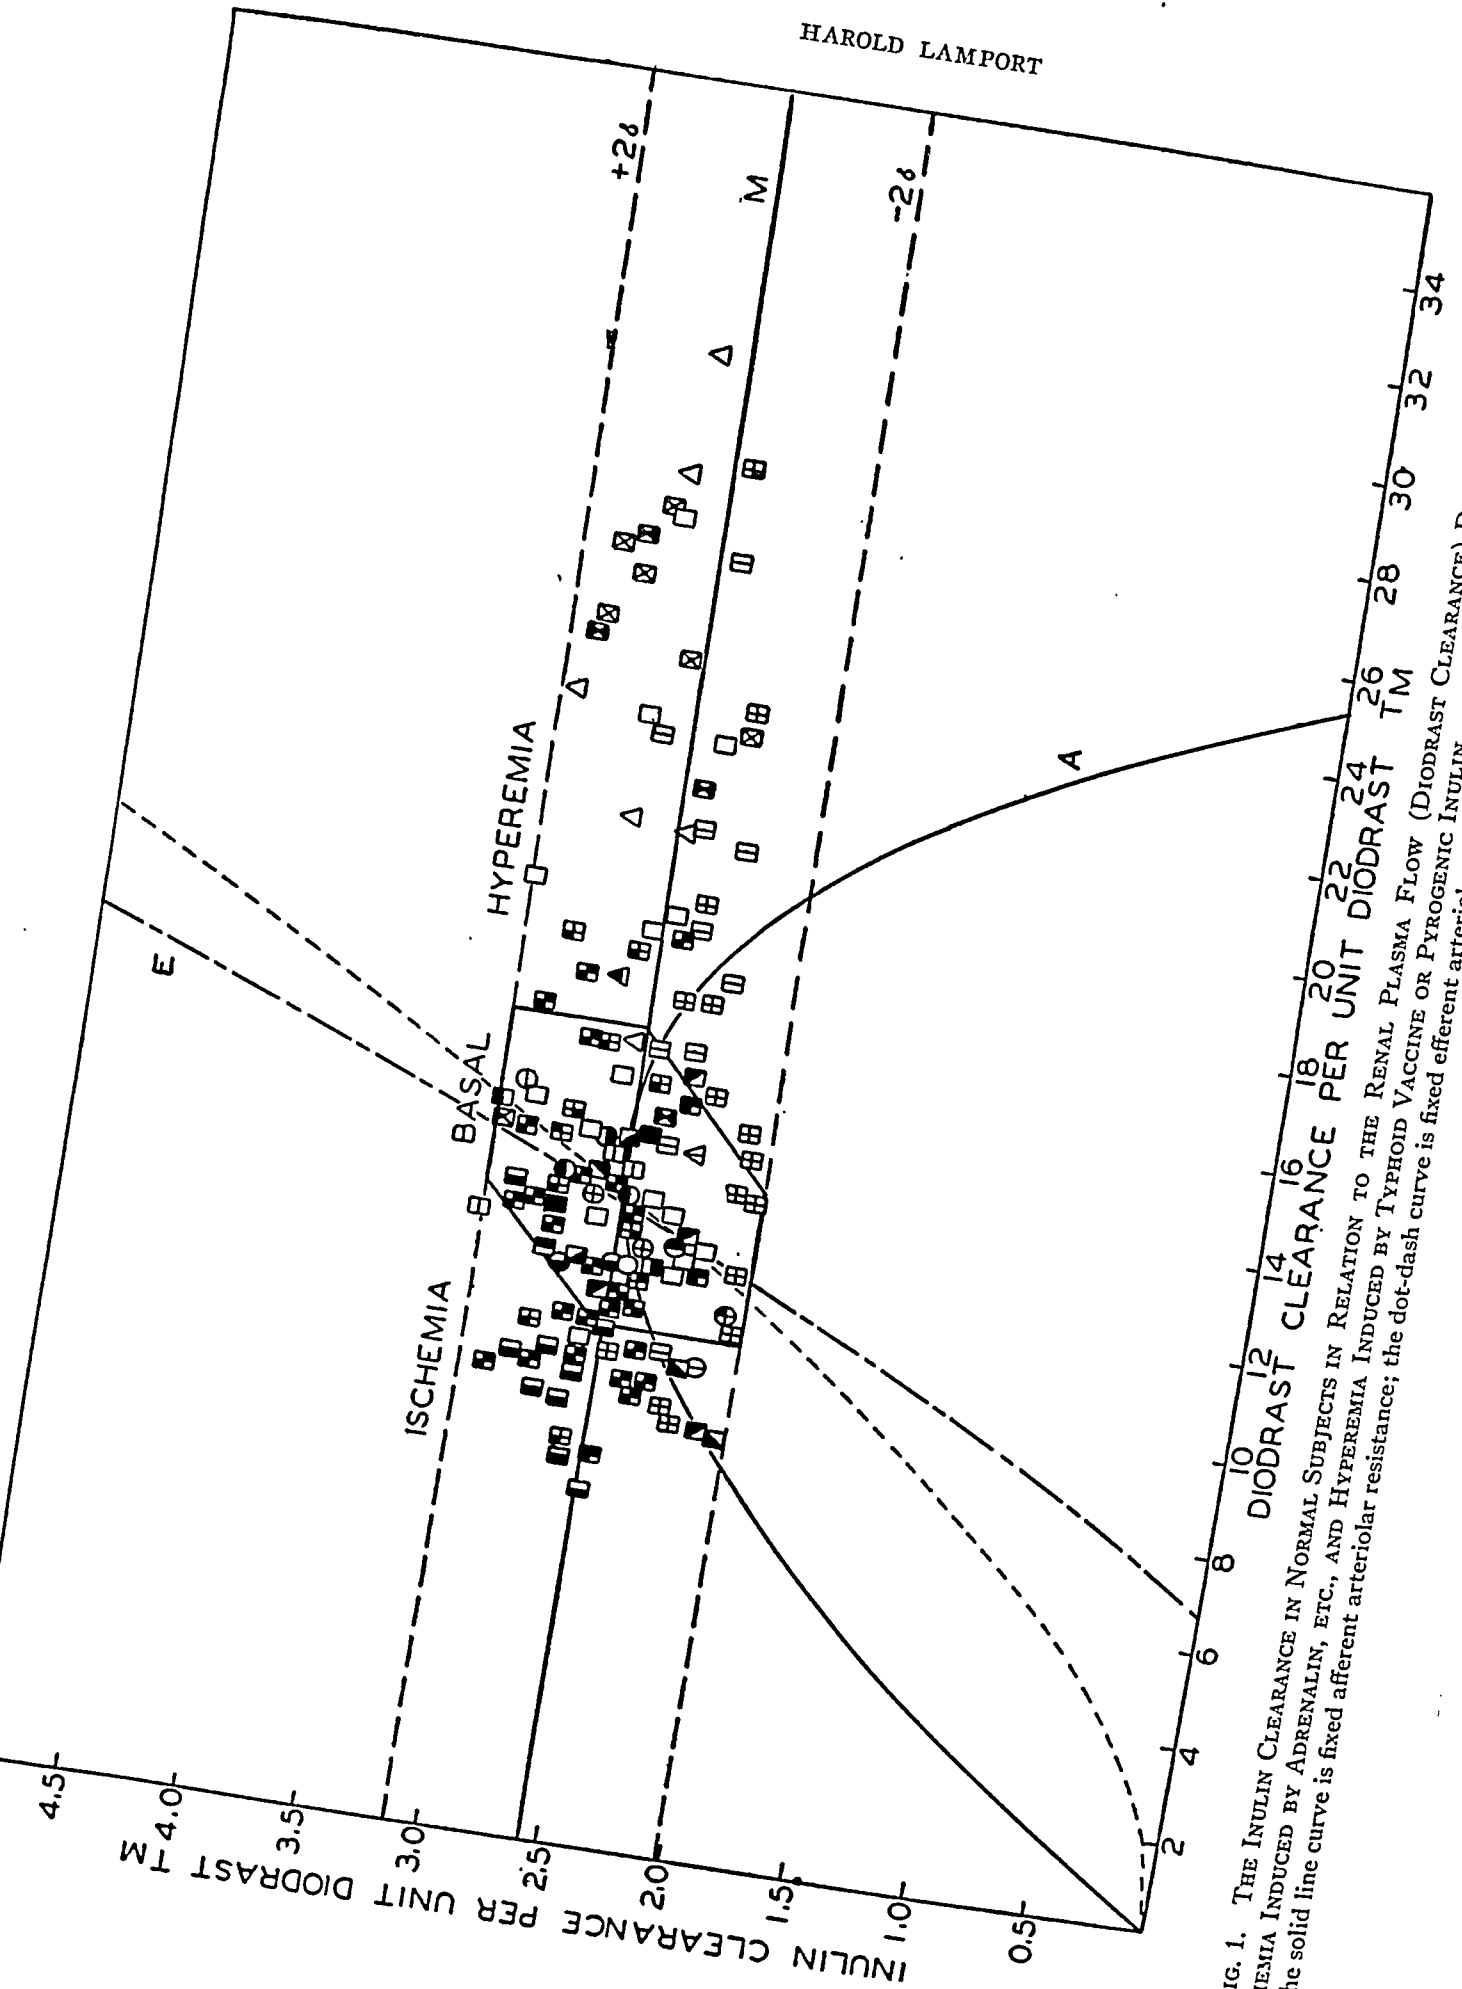 HAROLD LAMPORT
+2δ
M
-2δ
HYPEREMIA
BASAL
ISCHEMIA
E
A
4.5
4.0
3.5
3.0
2.5
2.0
1.5
1.0
0.5
INULIN CLEARANCE PER UNIT DIODRAST TM
2
4
6
8
10
12
14
16
18
20
22
24
26
28
30
32
34
DIODRAST CLEARANCE PER UNIT DIODRAST TM
IG. 1. THE INULIN CLEARANCE IN NORMAL SUBJECTS IN RELATION TO THE RENAL PLASMA FLOW (DIODRAST CLEARANCE) D
EMIA INDUCED BY ADRENALIN, ETC., AND HYPEREMIA INDUCED BY TYPHOID VACCINE OR PYROGENIC INULIN
he solid line curve is fixed afferent arteriolar resistance; the dot-dash curve is fixed efferent